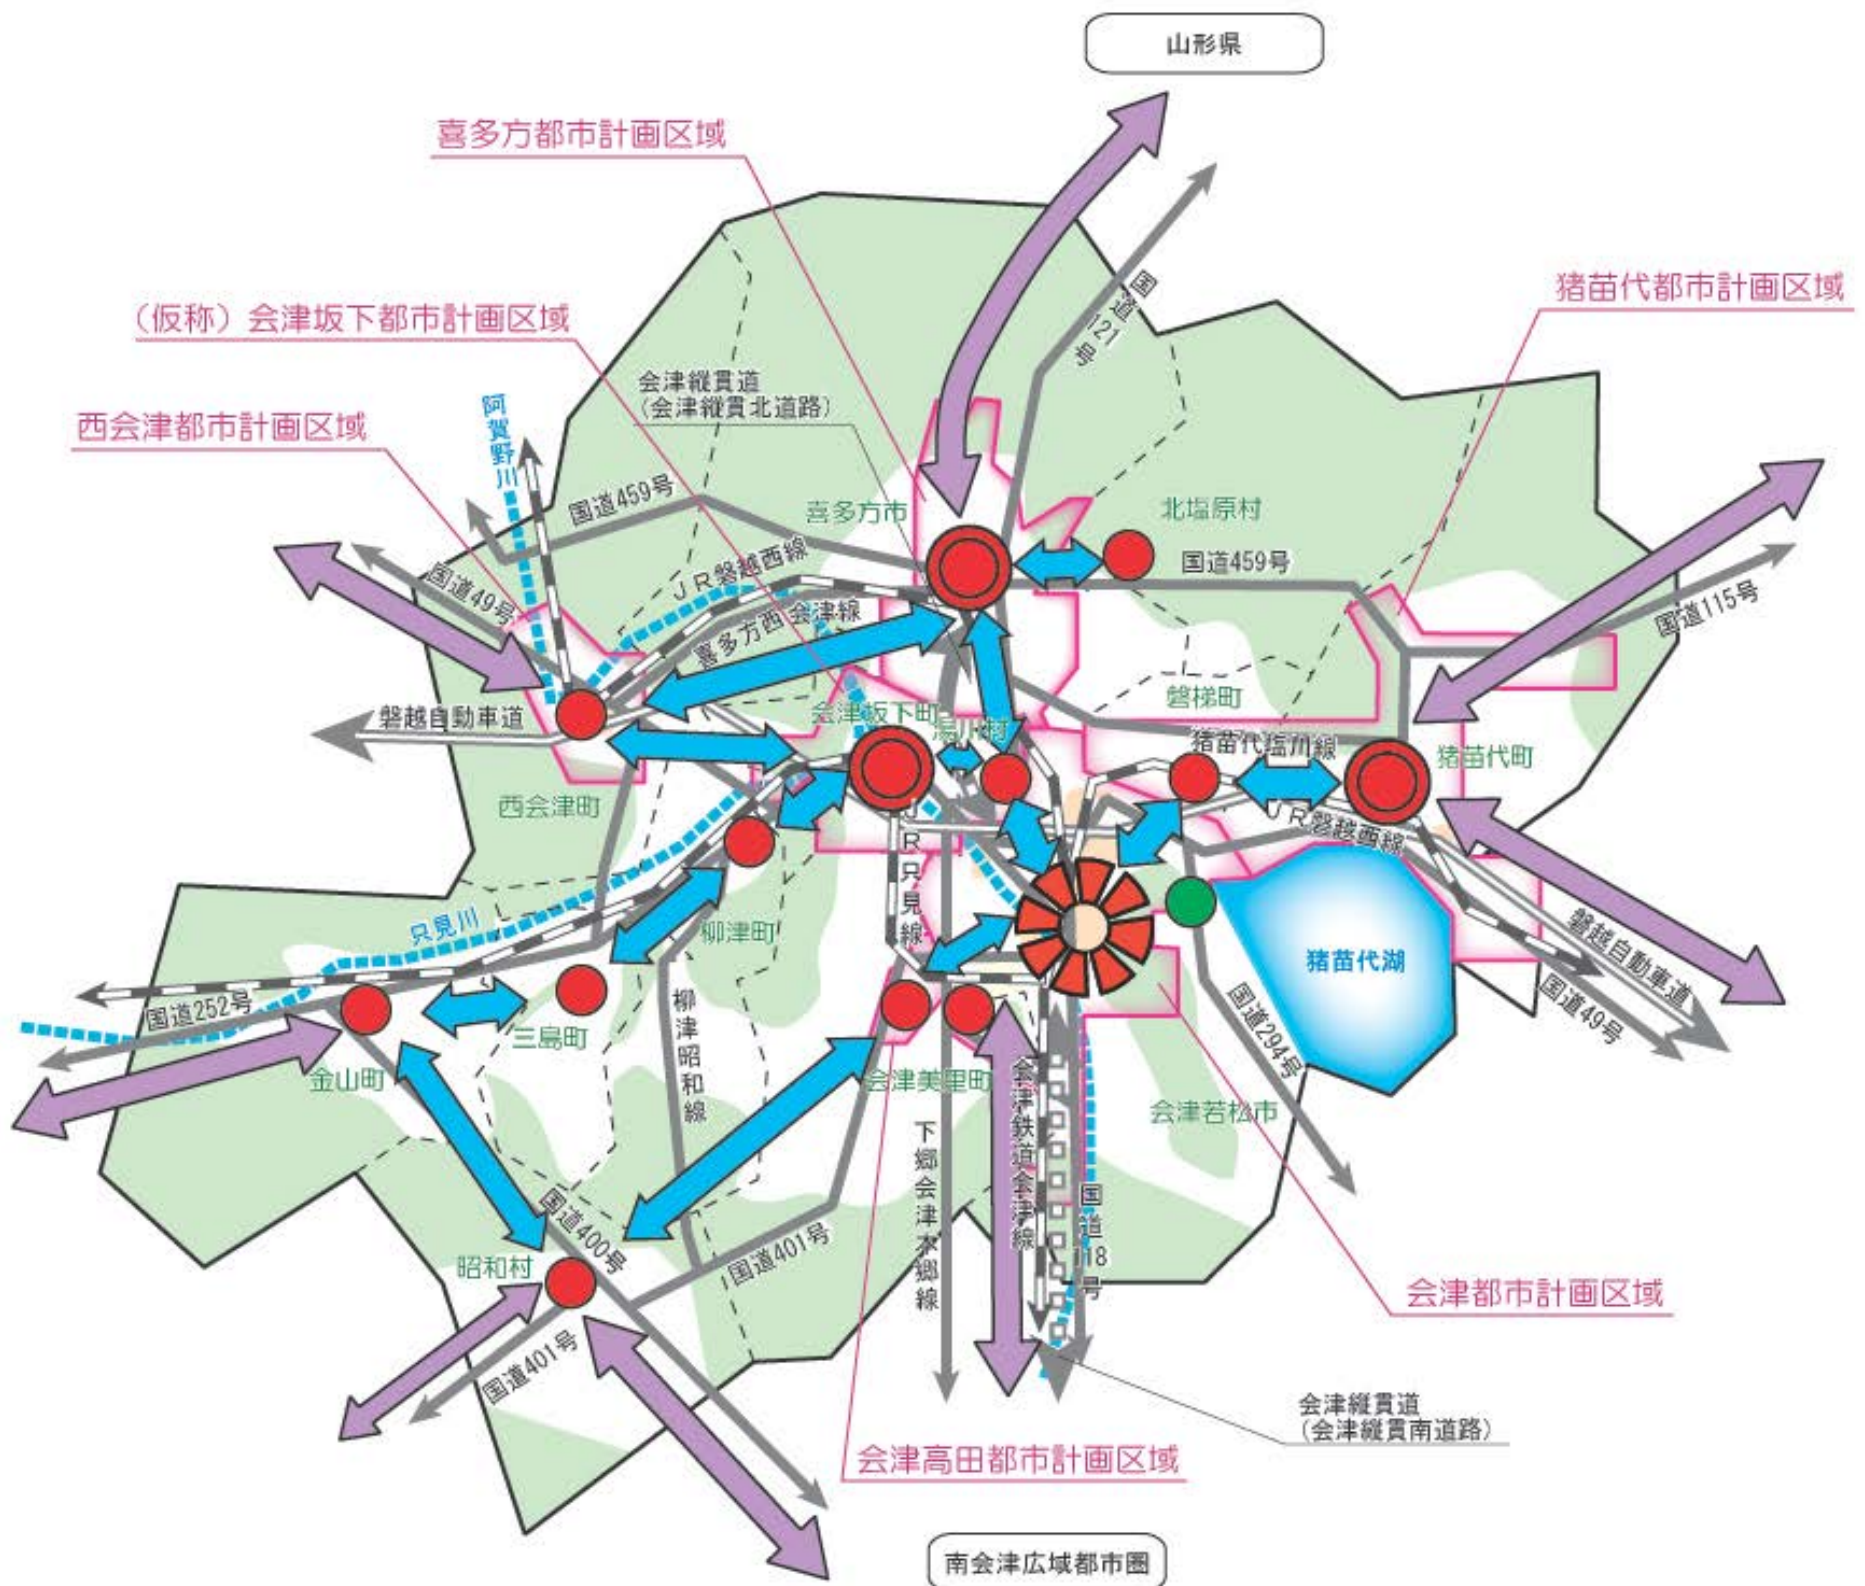 山形県
喜多方都市計画区域
猪苗代都市計画区域
国道121号
(仮称)会津坂下都市計画区域
会津縦貫道
(会津縦貫北道路)
西会津都市計画区域
阿賀野川
国道459号
喜多方市
北塩原村
国道459号
国道49号
JR磐越西線
国道115号
喜多方西会津線
磐梯町
磐越自動車道
会津坂下町
湯川村
猪苗代塩川線
猪苗代町
西会津町
JR磐越西線
JR只見線
只見川
柳津町
猪苗代湖
磐越自動車道
国道252号
柳津昭和線
国道294号
国道49号
三島町
金山町
会津美里町
会津鉄道会津線
会津若松市
下郷会津本郷線
国道118号
国道400号
国道401号
昭和村
会津都市計画区域
国道401号
会津縦貫道
(会津縦貫南道路)
会津高田都市計画区域
南会津広域都市圏